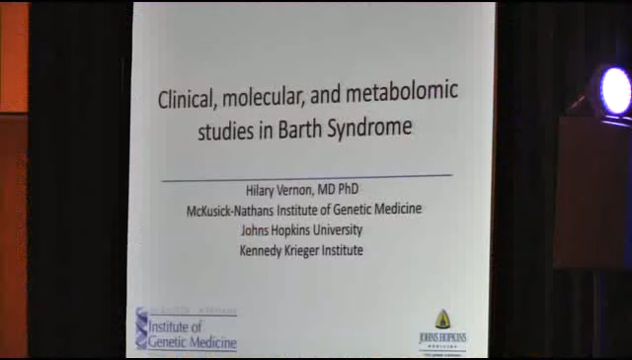 Clinical, molecular, and metabolomic
studies in Barth Syndrome
Hilary Vernon, MD PhD
McKusick-Nathans Institute of Genetic Medicine
Johns Hopkins University
Kennedy Krieger Institute
Institute of
Genetic Medicine
JOHNS HOPKINS
MEDICINE